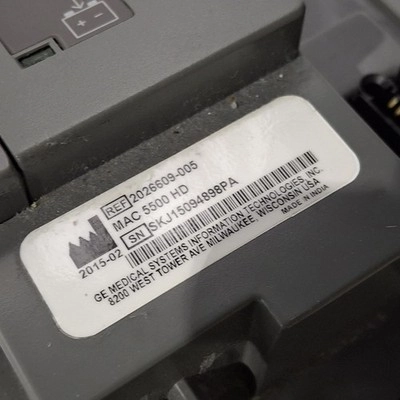 REF 2026609-005
MAC 5500 HD
SN SKJ15094898PA
2015-02
GE MEDICAL SYSTEMS INFORMATION TECHNOLOGIES, INC.
8200 WEST TOWER AVE MILWAUKEE, WISCONSIN USA
MADE IN INDIA